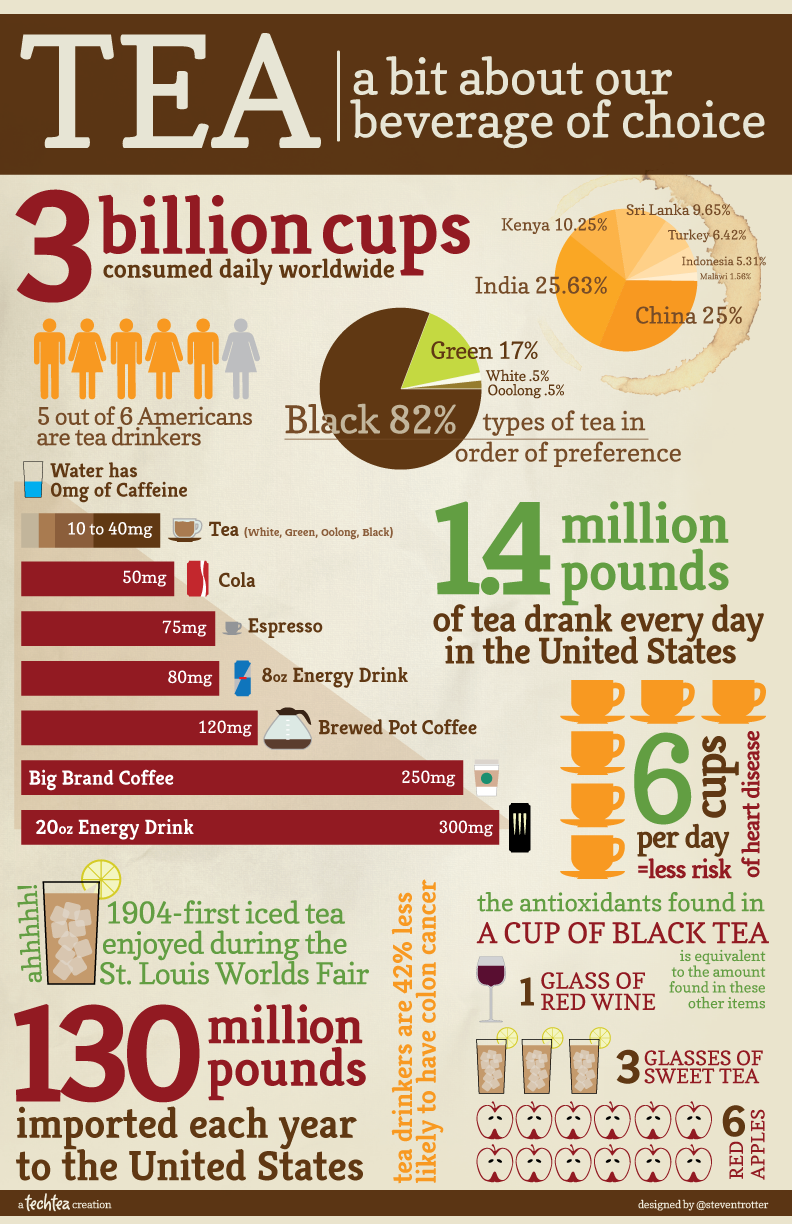 TEA
a bit about our
beverage of choice
3 billion cups
consumed daily worldwide
Sri Lanka 9.65%
Kenya 10.25%
Turkey 6.42%
Indonesia 5.31%
Malawi 1.56%
India 25.63%
China 25%
5 out of 6 Americans
are tea drinkers
Green 17%
White .5%
Ooolong .5%
Black 82%
types of tea in
order of preference
Water has
0mg of Caffeine
10 to 40mg
Tea (White, Green, Oolong, Black)
50mg
Cola
75mg
Espresso
80mg
8oz Energy Drink
120mg
Brewed Pot Coffee
Big Brand Coffee
250mg
20oz Energy Drink
300mg
1.4 million
pounds
of tea drank every day
in the United States
6 cups
per day
=less risk
of heart disease
ahhhhh!
1904-first iced tea
enjoyed during the
St. Louis Worlds Fair
130 million
pounds
imported each year
to the United States
tea drinkers are 42% less
likely to have colon cancer
the antioxidants found in
A CUP OF BLACK TEA
is equivalent
to the amount
found in these
other items
1 GLASS OF
RED WINE
3 GLASSES OF
SWEET TEA
6 RED
APPLES
a techtea creation
designed by @steventrotter